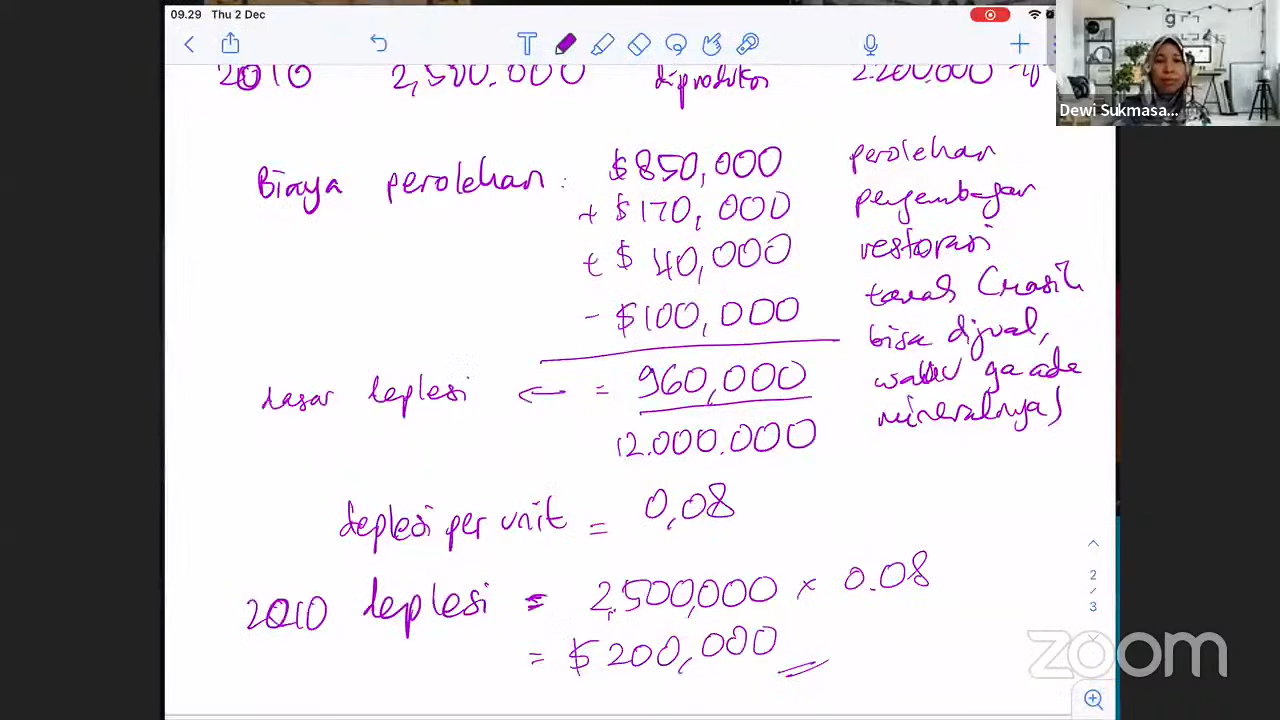 09.29 Thu 2 Dec
Dewi Sukmasa...
2010 2,500.000 diproduksi 2.200.000
Biaya perolehan : $850,000 perolehan
+ $170,000 pengembagan
+ $ 40,000 restorasi
- $100,000 tanah (masih
bisa dijual,
dasar deplesi ← = 960,000 walau ga ada
12.000.000 mineralnya)
deplesi per unit = 0,08
2010 deplesi = 2,500,000 × 0.08
= $200,000
2
/
3
zoom